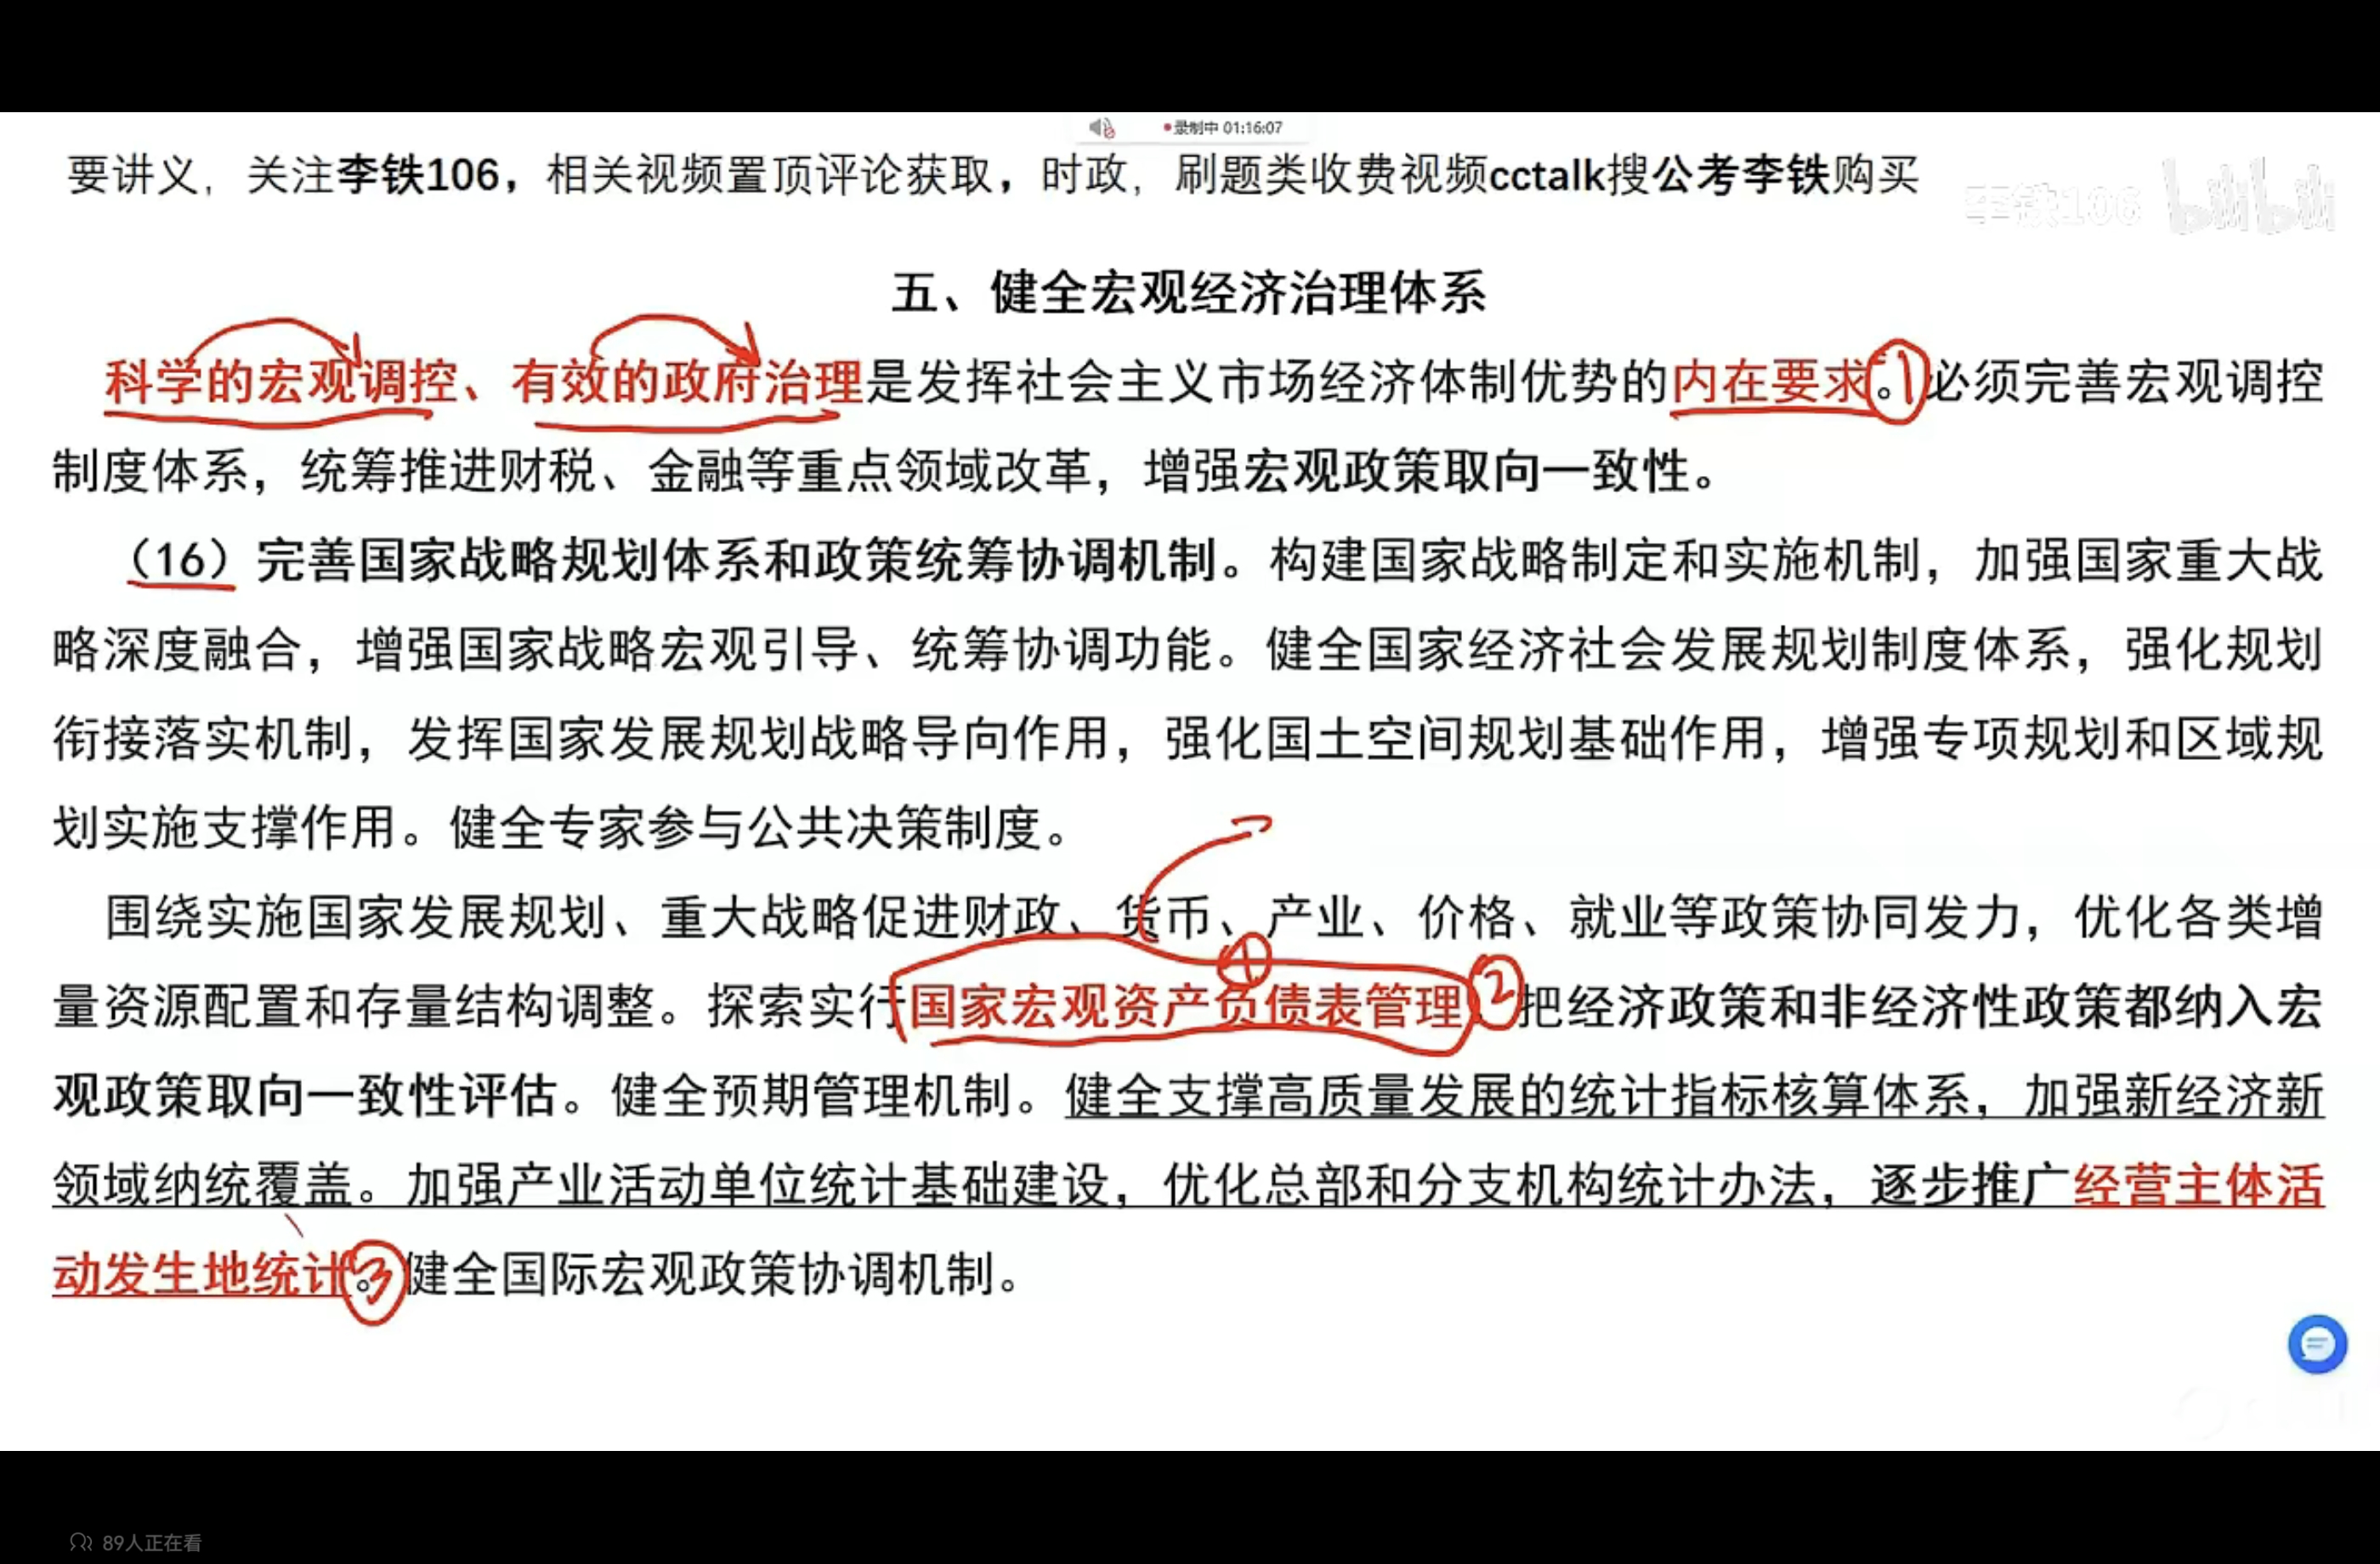 录制中 01:16:07
要讲义，关注李铁106，相关视频置顶评论获取，时政，刷题类收费视频cctalk搜公考李铁购买
李铁106 bilibili
五、健全宏观经济治理体系
科学的宏观调控、有效的政府治理是发挥社会主义市场经济体制优势的内在要求。①必须完善宏观调控
制度体系，统筹推进财税、金融等重点领域改革，增强宏观政策取向一致性。
（16）完善国家战略规划体系和政策统筹协调机制。构建国家战略制定和实施机制，加强国家重大战
略深度融合，增强国家战略宏观引导、统筹协调功能。健全国家经济社会发展规划制度体系，强化规划
衔接落实机制，发挥国家发展规划战略导向作用，强化国土空间规划基础作用，增强专项规划和区域规
划实施支撑作用。健全专家参与公共决策制度。
围绕实施国家发展规划、重大战略促进财政、货币、产业、价格、就业等政策协同发力，优化各类增
量资源配置和存量结构调整。探索实行国家宏观资产负债表管理②把经济政策和非经济性政策都纳入宏
观政策取向一致性评估。健全预期管理机制。健全支撑高质量发展的统计指标核算体系，加强新经济新
领域纳统覆盖。加强产业活动单位统计基础建设，优化总部和分支机构统计办法，逐步推广经营主体活
动发生地统计。③健全国际宏观政策协调机制。
89人正在看